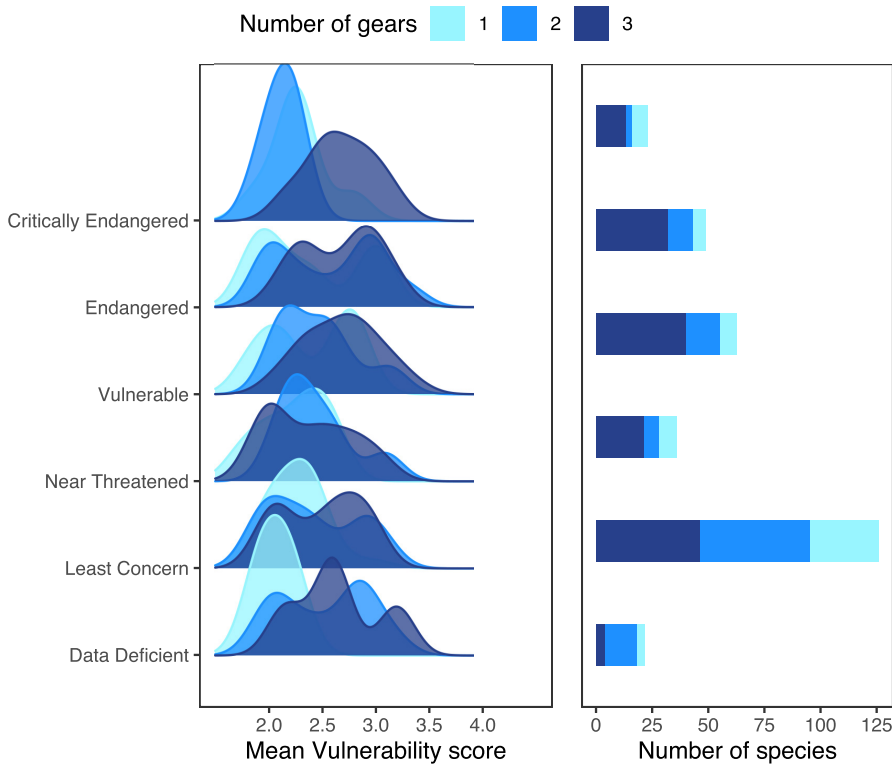 Number of gears 1 2 3
Critically Endangered
Endangered
Vulnerable
Near Threatened
Least Concern
Data Deficient
2.0 2.5 3.0 3.5 4.0
Mean Vulnerability score
0 25 50 75 100 125
Number of species